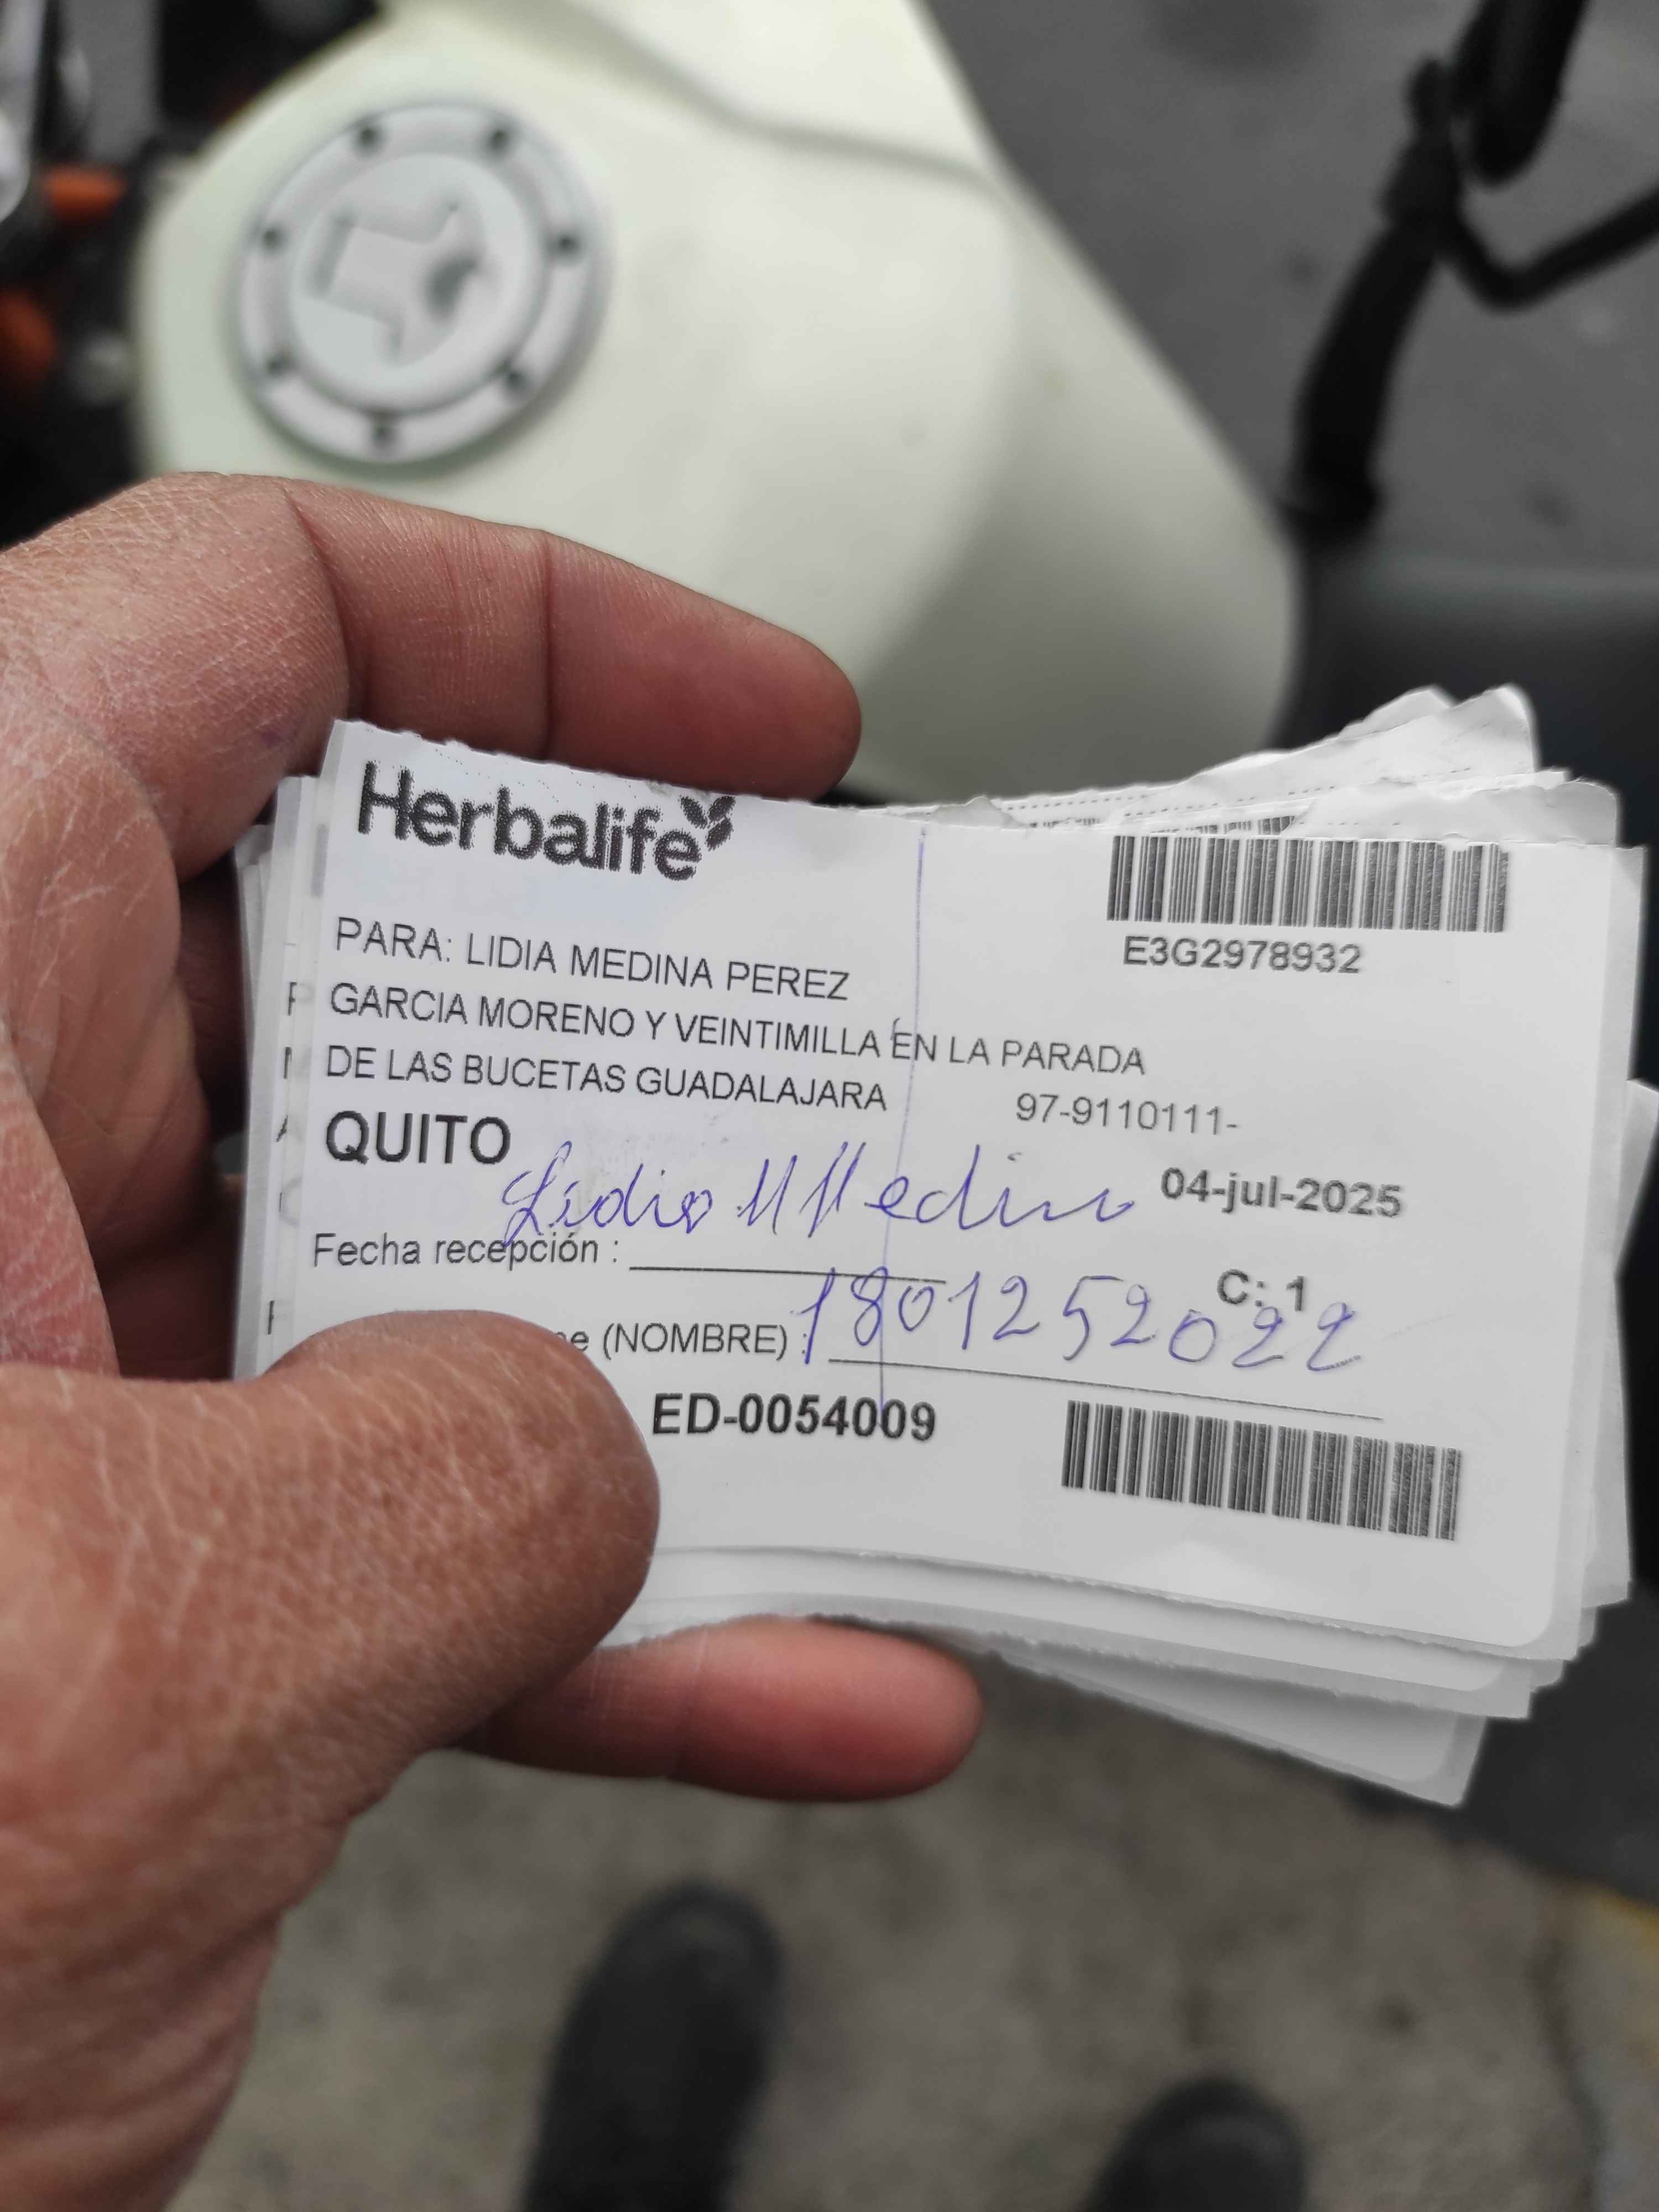 Herbalife
E3G2978932
PARA: LIDIA MEDINA PEREZ
GARCIA MORENO Y VEINTIMILLA EN LA PARADA
DE LAS BUCETAS GUADALAJARA
97-9110111-
QUITO
Lidia M Medina
04-jul-2025
Fecha recepción :
C: 1
(NOMBRE) :
1801252022
ED-0054009